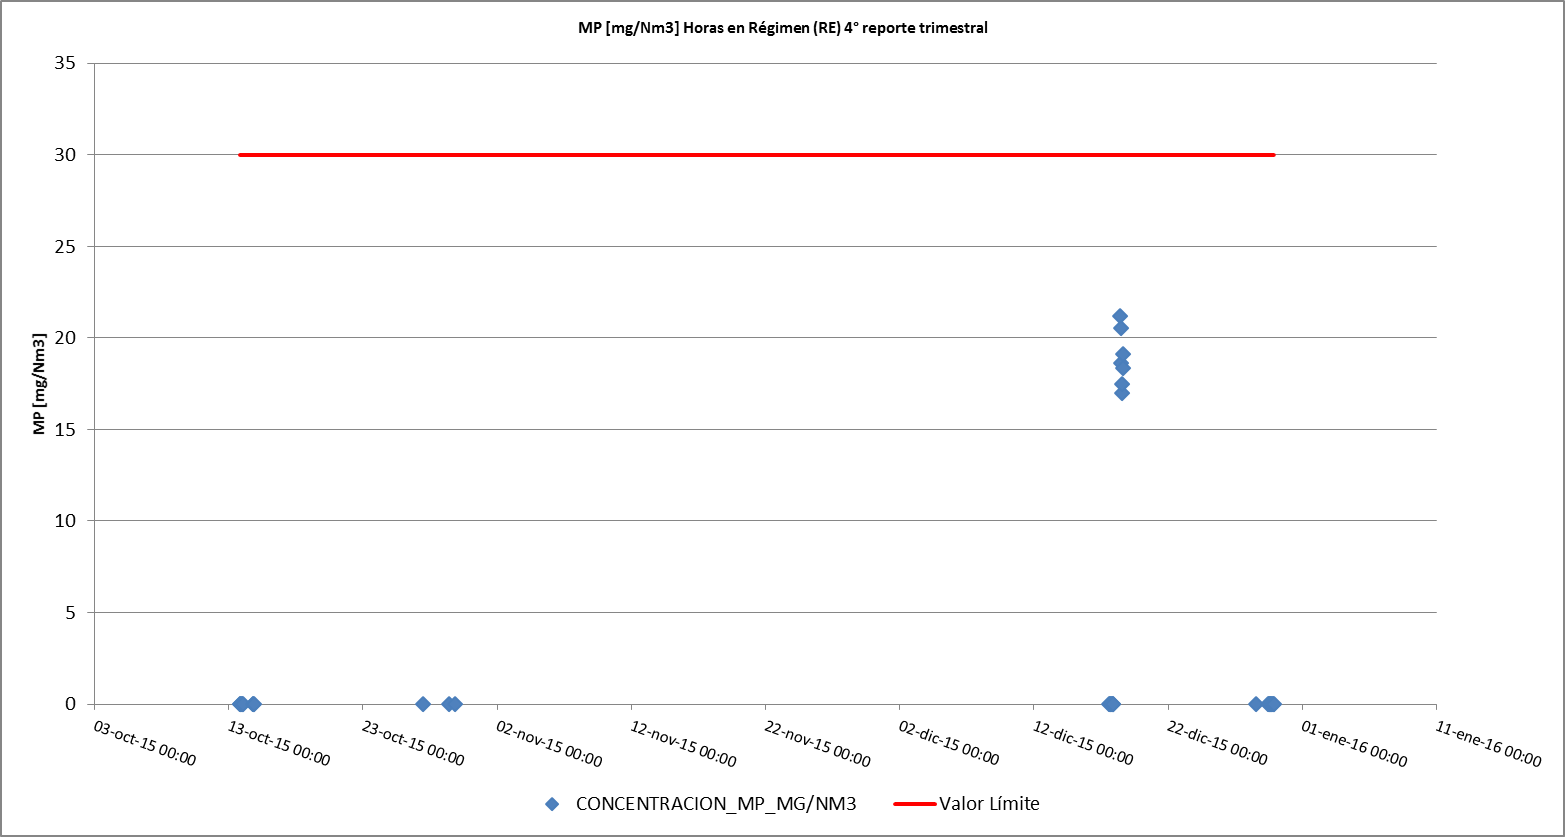 MP [mg/Nm3] Horas en Régimen (RE) 4° reporte trimestral
35
30
25
20
15
10
5
0
MP [mg/Nm3]
03-oct-15 00:00
13-oct-15 00:00
23-oct-15 00:00
02-nov-15 00:00
12-nov-15 00:00
22-nov-15 00:00
02-dic-15 00:00
12-dic-15 00:00
22-dic-15 00:00
01-ene-16 00:00
11-ene-16 00:00
CONCENTRACION_MP_MG/NM3
Valor Límite